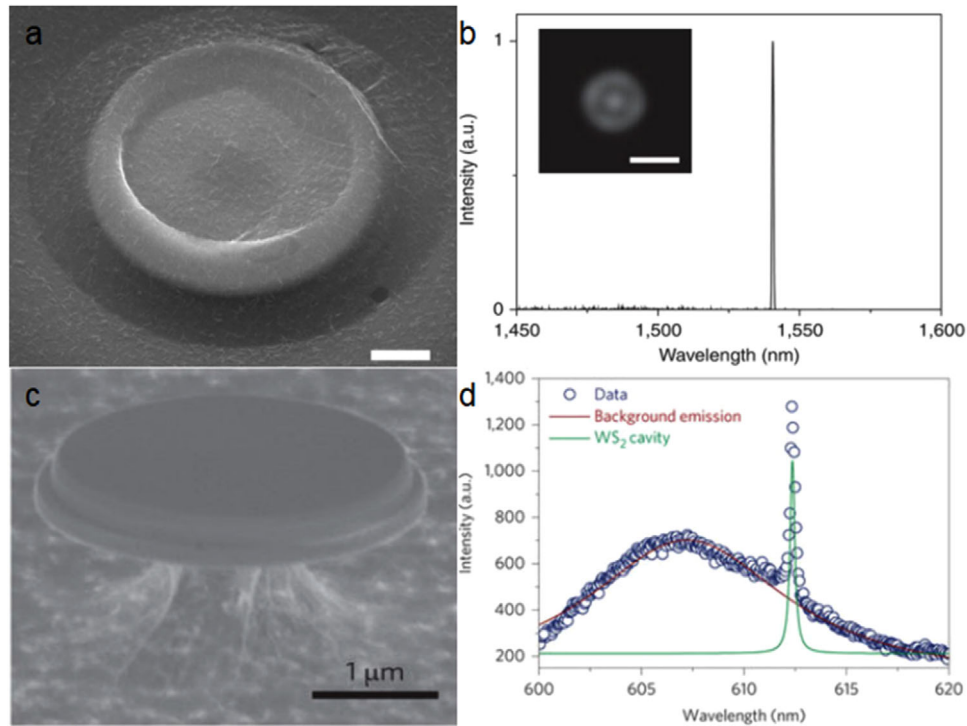 a
b
1
0
Intensity (a.u.)
1,450
1,500
1,550
1,600
Wavelength (nm)
c
1 μm
d
1,400
1,200
1,000
800
600
400
200
Intensity (a.u.)
Data
Background emission
WS₂ cavity
600
605
610
615
620
Wavelength (nm)